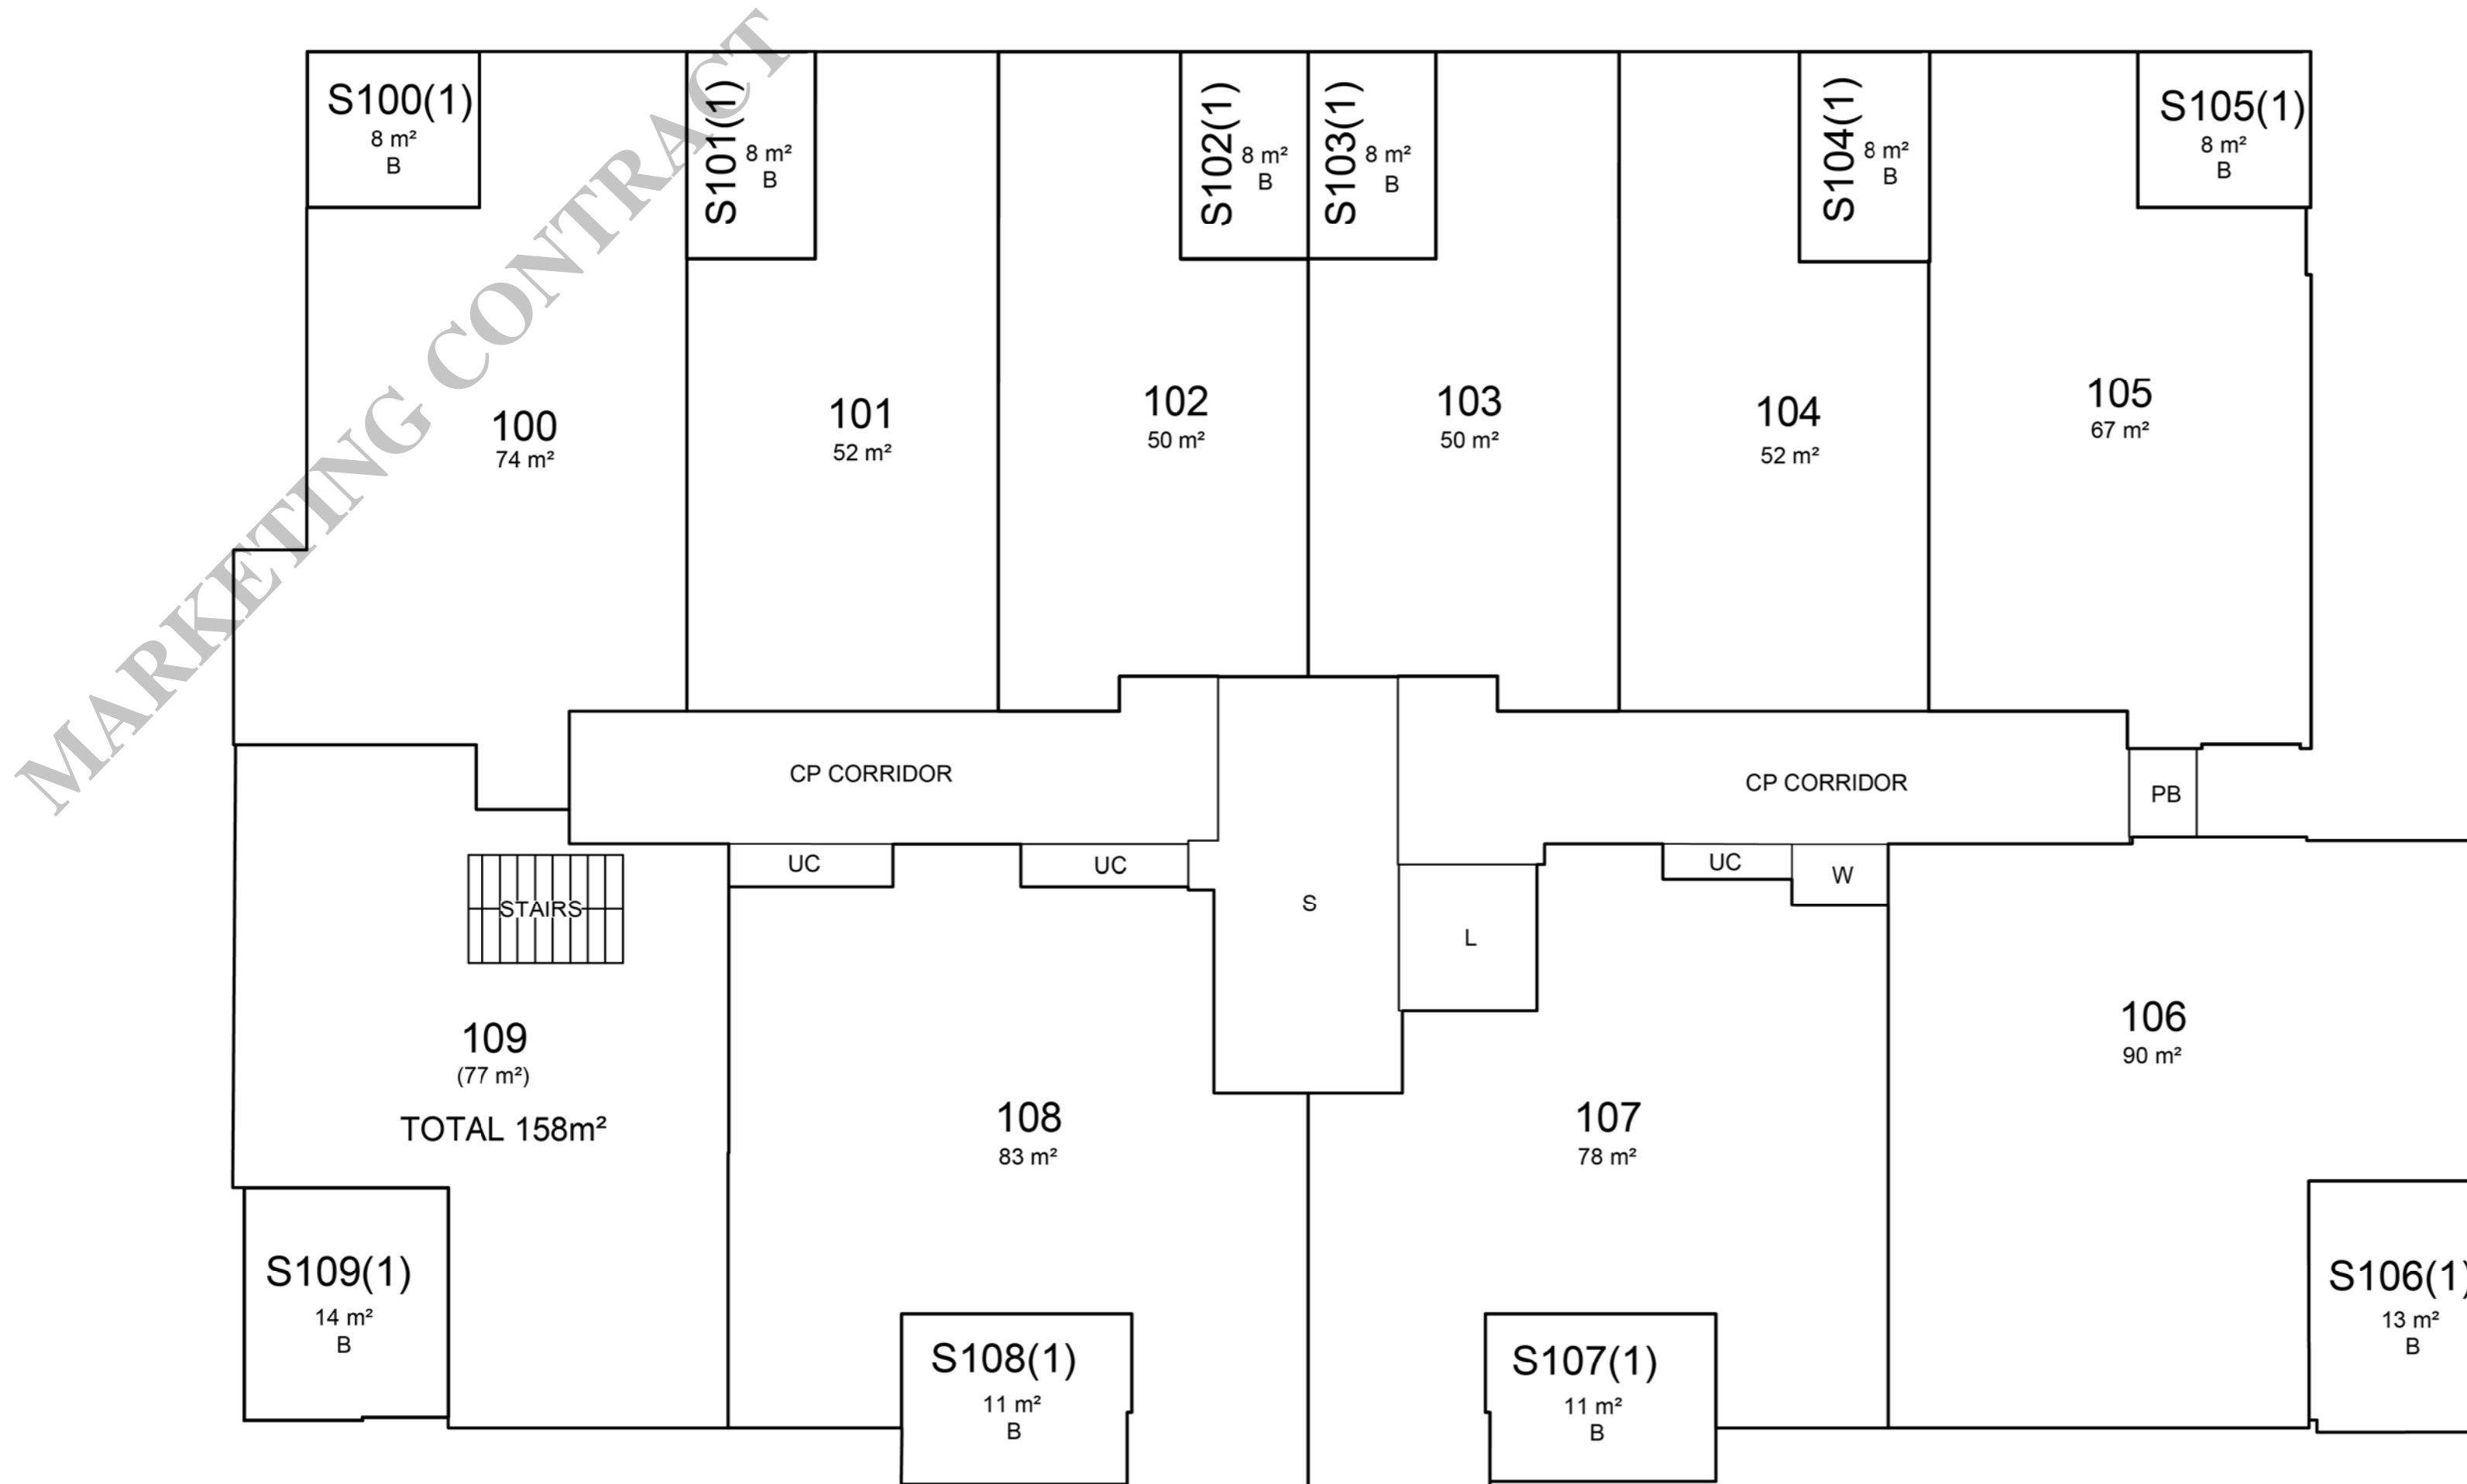 MARKETING CONTRACT
S100(1)
8 m²
B
S101(1)
8 m²
B
S102(1)
8 m²
B
S103(1)
8 m²
B
S104(1)
8 m²
B
S105(1)
8 m²
B
100
74 m²
101
52 m²
102
50 m²
103
50 m²
104
52 m²
105
67 m²
CP CORRIDOR
CP CORRIDOR
PB
UC
UC
UC
W
STAIRS
S
L
109
(77 m²)
TOTAL 158m²
108
83 m²
107
78 m²
106
90 m²
S109(1)
14 m²
B
S108(1)
11 m²
B
S107(1)
11 m²
B
S106(1)
13 m²
B